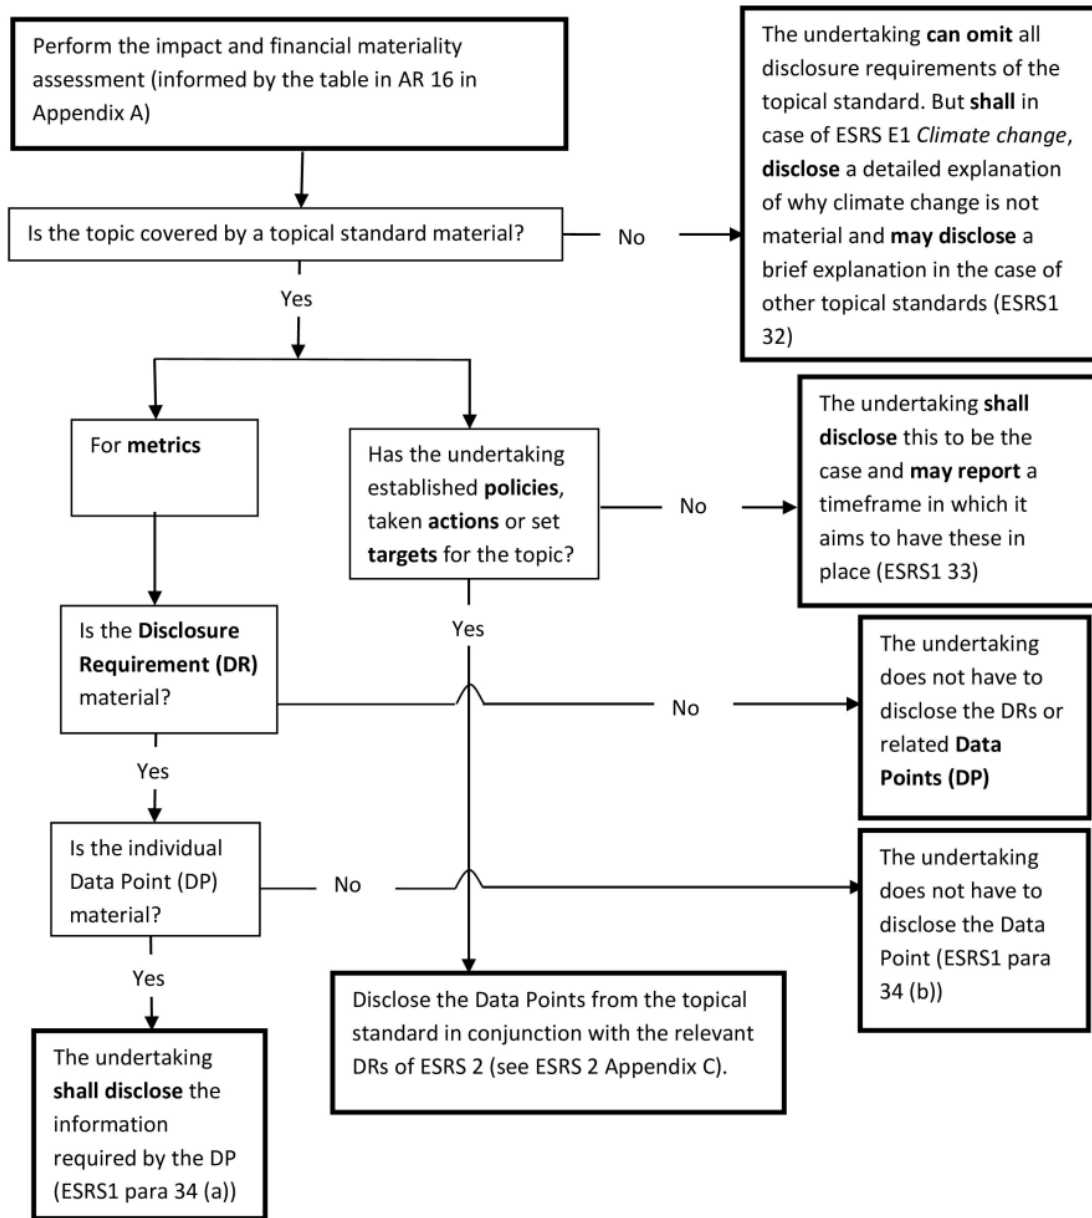 Perform the impact and financial materiality
assessment (informed by the table in AR 16 in
Appendix A)
The undertaking can omit all
disclosure requirements of the
topical standard. But shall in
case of ESRS E1 Climate change,
disclose a detailed explanation
of why climate change is not
material and may disclose a
brief explanation in the case of
other topical standards (ESRS1
32)
Is the topic covered by a topical standard material?
No
Yes
For metrics
Has the undertaking
established policies,
taken actions or set
targets for the topic?
No
The undertaking shall
disclose this to be the
case and may report a
timeframe in which it
aims to have these in
place (ESRS1 33)
Yes
Is the Disclosure
Requirement (DR)
material?
No
The undertaking
does not have to
disclose the DRs or
related Data
Points (DP)
Yes
Is the individual
Data Point (DP)
material?
No
The undertaking
does not have to
disclose the Data
Point (ESRS1 para
34 (b))
Yes
Disclose the Data Points from the topical
standard in conjunction with the relevant
DRs of ESRS 2 (see ESRS 2 Appendix C).
The undertaking
shall disclose the
information
required by the DP
(ESRS1 para 34 (a))